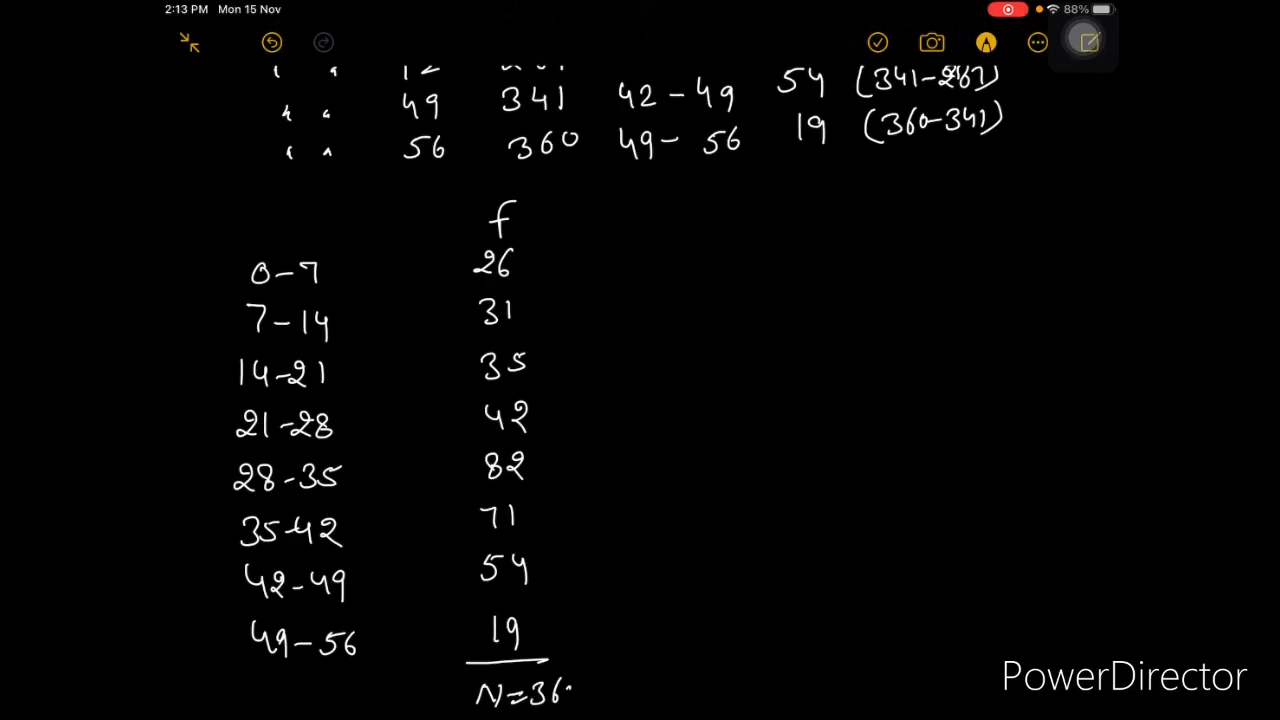 2:13 PM Mon 15 Nov 88%
49 341 42-49 54 (341-287)
56 360 49-56 19 (360-341)
f
0-7 26
7-14 31
14-21 35
21-28 42
28-35 82
35-42 71
42-49 54
49-56 19
N=36
PowerDirector